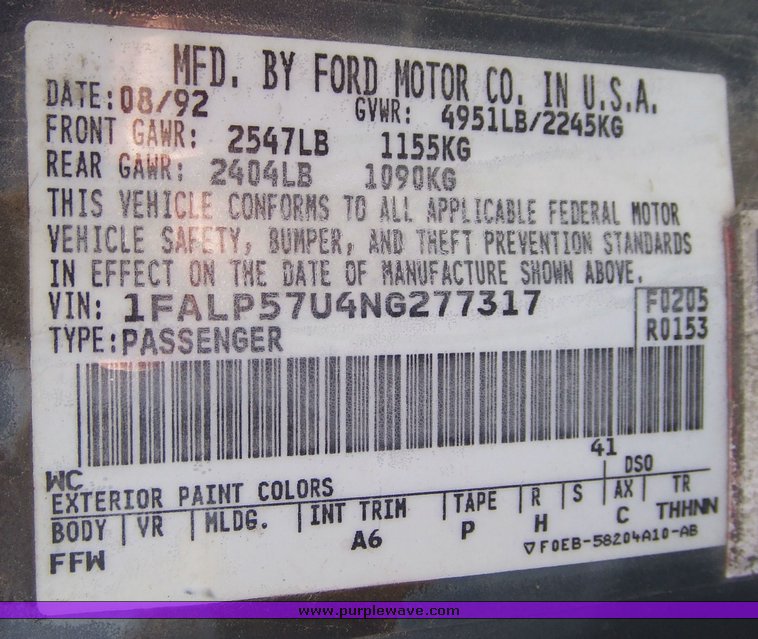 MFD. BY FORD MOTOR CO. IN U.S.A.
DATE: 08/92 GVWR: 4951LB/2245KG
FRONT GAWR: 2547LB 1155KG
REAR GAWR: 2404LB 1090KG
THIS VEHICLE CONFORMS TO ALL APPLICABLE FEDERAL MOTOR
VEHICLE SAFETY, BUMPER, AND THEFT PREVENTION STANDARDS
IN EFFECT ON THE DATE OF MANUFACTURE SHOWN ABOVE.
VIN: 1FALP57U4NG277317 F0205
TYPE: PASSENGER R0153
41
WC DSO
EXTERIOR PAINT COLORS
BODY VR MLDG. INT TRIM TAPE R S AX TR
FFW A6 P H C THHNN
▽F0EB-58204A10-AB
www.purplewave.com